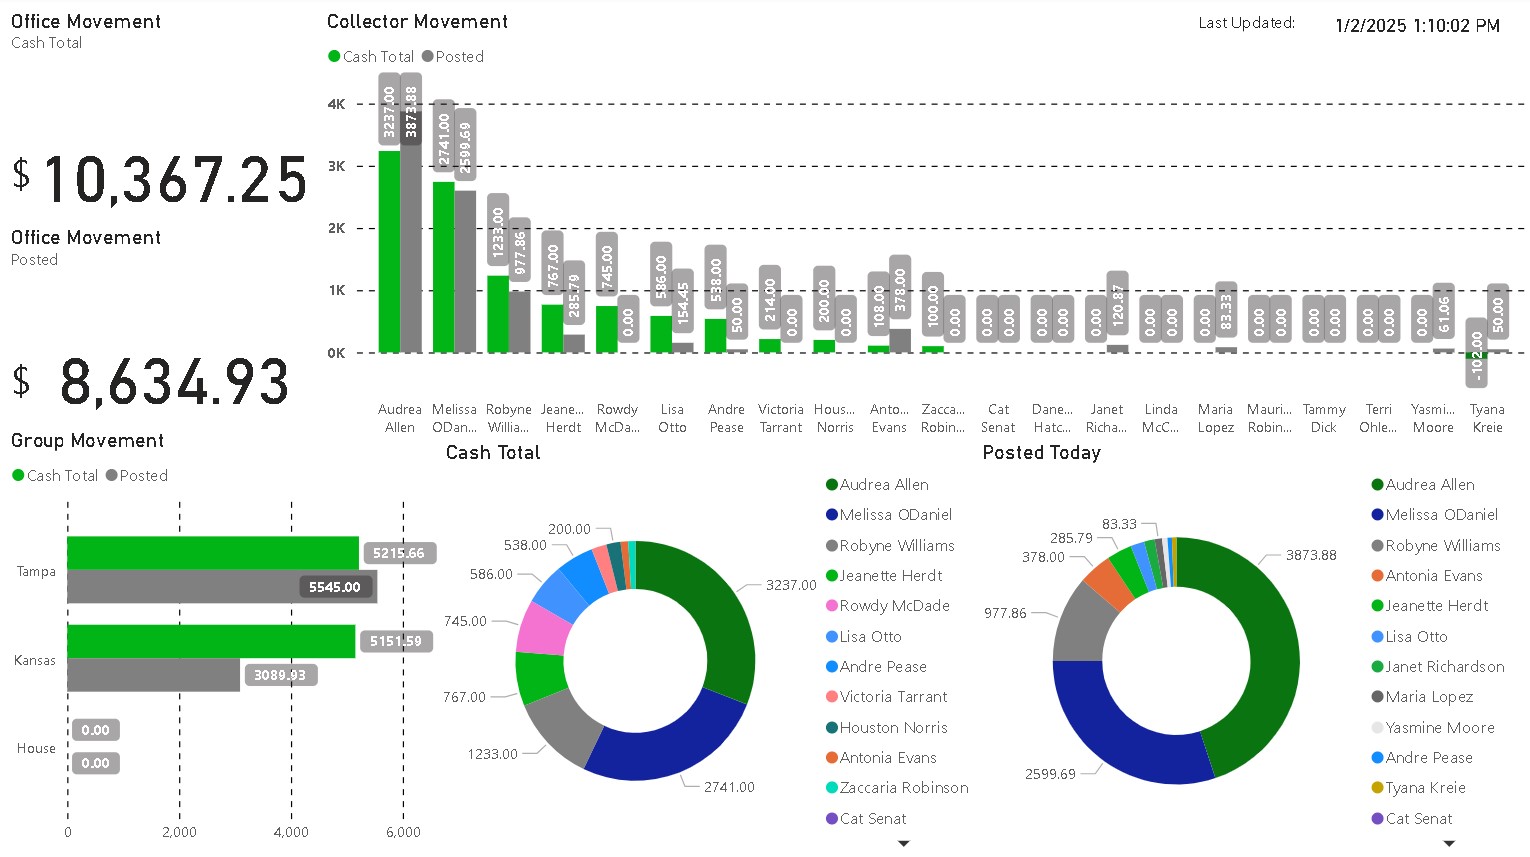 Office Movement
Cash Total
$ 10,367.25
Office Movement
Posted
$ 8,634.93
Collector Movement
Last Updated: 1/2/2025 1:10:02 PM
Cash Total Posted
4K
3K
2K
1K
0K
3237.00 3873.88
2741.00 2599.69
1233.00 977.86
767.00 285.79
745.00 0.00
586.00 154.45
538.00 50.00
214.00 0.00
200.00 0.00
108.00 378.00
100.00 0.00
0.00 0.00
0.00 0.00
0.00 120.87
0.00 0.00
0.00 83.33
0.00 0.00
0.00 0.00
0.00 0.00
0.00 61.06
-102.00 50.00
Audrea Allen
Melissa ODan...
Robyne Willia...
Jeane... Herdt
Rowdy McDa...
Lisa Otto
Andre Pease
Victoria Tarrant
Hous... Norris
Anto... Evans
Zacca... Robin...
Cat Senat
Dane... Hatc...
Janet Richa...
Linda McC...
Maria Lopez
Mauri... Robin...
Tammy Dick
Terri Ohle...
Yasmi... Moore
Tyana Kreie
Group Movement
Cash Total Posted
Tampa
5215.66
5545.00
Kansas
5151.59
3089.93
House
0.00
0.00
0 2,000 4,000 6,000
Cash Total
200.00
538.00
586.00
745.00
767.00
1233.00
2741.00
3237.00
Audrea Allen
Melissa ODaniel
Robyne Williams
Jeanette Herdt
Rowdy McDade
Lisa Otto
Andre Pease
Victoria Tarrant
Houston Norris
Antonia Evans
Zaccaria Robinson
Cat Senat
Posted Today
83.33
285.79
378.00
977.86
2599.69
3873.88
Audrea Allen
Melissa ODaniel
Robyne Williams
Antonia Evans
Jeanette Herdt
Lisa Otto
Janet Richardson
Maria Lopez
Yasmine Moore
Andre Pease
Tyana Kreie
Cat Senat